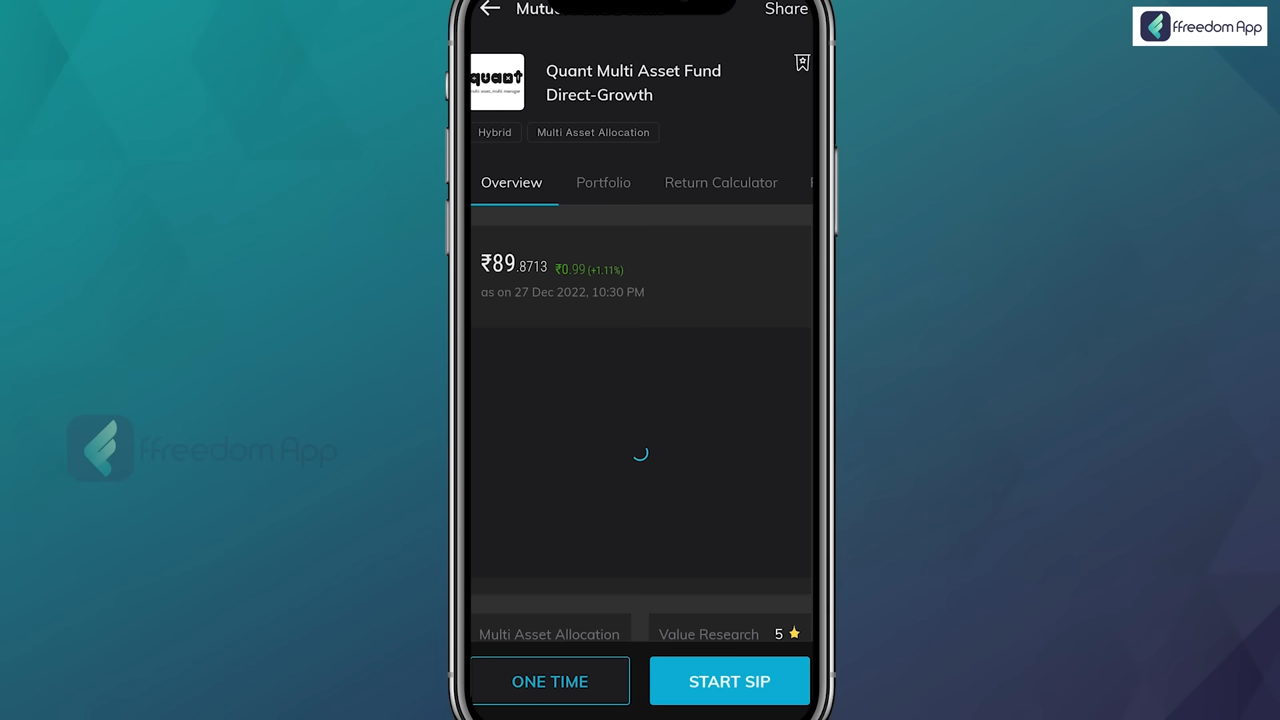 Share
ffreedom App
quant
Quant Multi Asset Fund
Direct-Growth
Hybrid
Multi Asset Allocation
Overview
Portfolio
Return Calculator
₹89.8713 ₹0.99 (+1.11%)
as on 27 Dec 2022, 10:30 PM
ffreedom App
Multi Asset Allocation
Value Research 5
ONE TIME
START SIP